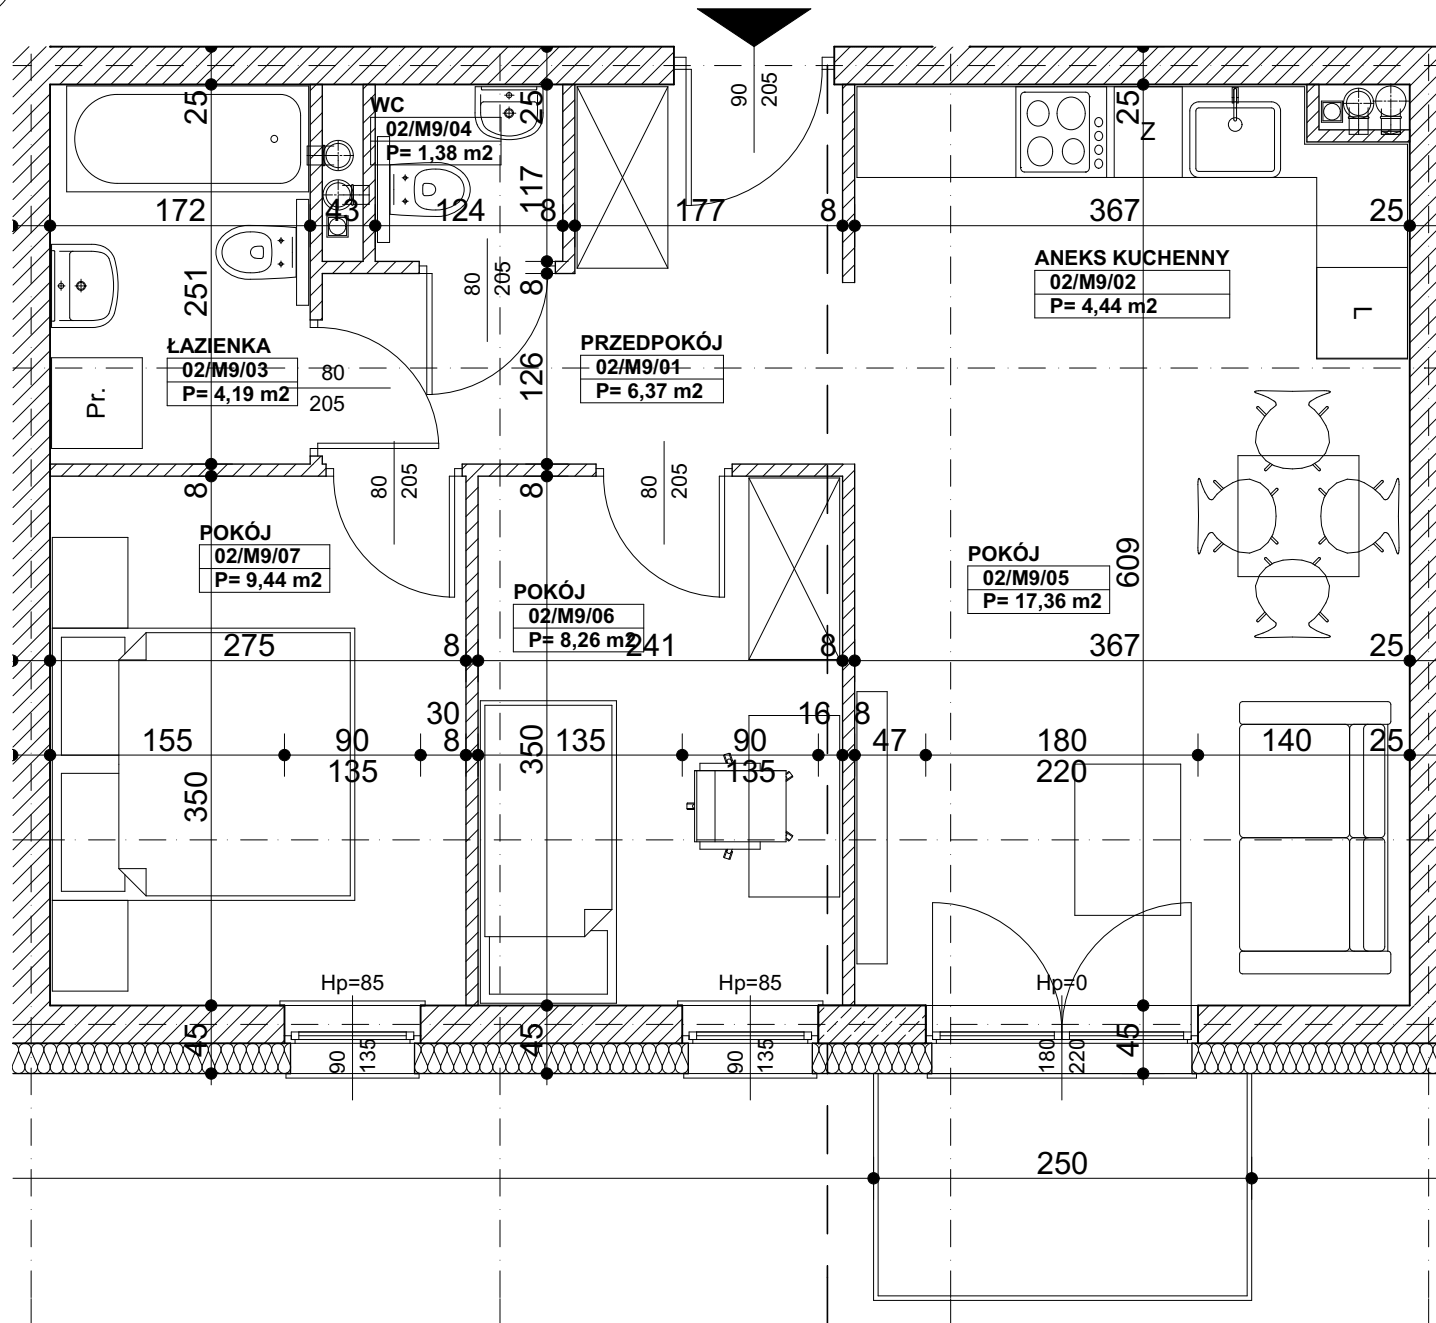 90
205
25
25
25
WC
02/M9/04
P= 1,38 m2
Z
117
172
43
124
8
177
8
367
25
251
80
205
8
ANEKS KUCHENNY
02/M9/02
P= 4,44 m2
L
ŁAZIENKA
02/M9/03
P= 4,19 m2
80
205
126
PRZEDPOKÓJ
02/M9/01
P= 6,37 m2
Pr.
8
80
205
8
80
205
POKÓJ
02/M9/07
P= 9,44 m2
POKÓJ
02/M9/06
P= 8,26 m2
POKÓJ
02/M9/05
P= 17,36 m2
609
275
8
241
8
367
25
30
16
8
155
90
8
135
90
47
180
140
25
135
135
220
350
350
Hp=85
Hp=85
Hp=0
45
45
45
90
135
90
135
180
220
250